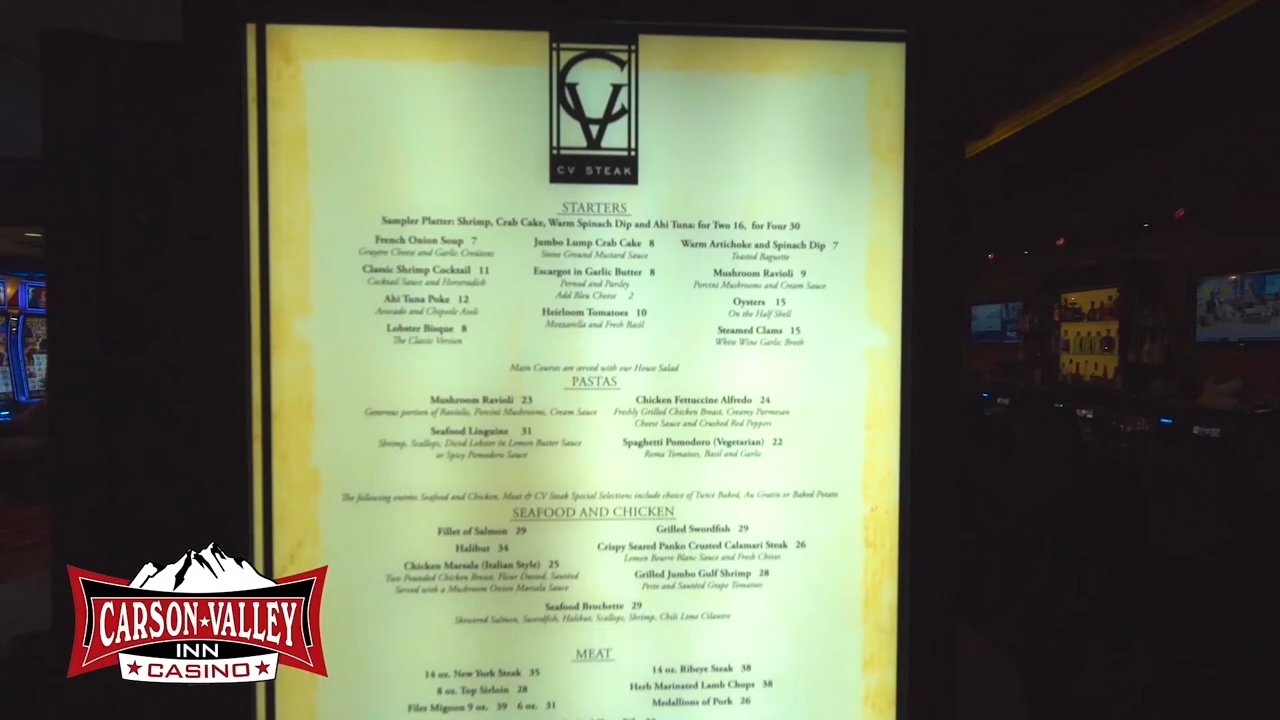 CV STEAK
STARTERS
Sampler Platter: Shrimp, Crab Cake, Warm Spinach Dip and Ahi Tuna: for Two 16, for Four 30
French Onion Soup 7
Gruyère Cheese and Garlic Croûtons
Classic Shrimp Cocktail 11
Cocktail Sauce and Horseradish
Ahi Tuna Poke 12
Avocado and Chipotle Aioli
Lobster Bisque 8
The Classic Version
Jumbo Lump Crab Cake 8
Stone Ground Mustard Sauce
Escargot in Garlic Butter 8
Pernod and Parsley
Add Bleu Cheese 2
Heirloom Tomatoes 10
Mozzarella and Fresh Basil
Warm Artichoke and Spinach Dip 7
Toasted Baguette
Mushroom Ravioli 9
Porcini Mushrooms and Cream Sauce
Oysters 15
On the Half Shell
Steamed Clams 15
White Wine Garlic Broth
Main Courses are served with our House Salad
PASTAS
Mushroom Ravioli 23
Generous portion of Raviolis, Porcini Mushrooms, Cream Sauce
Seafood Linguine 31
Shrimp, Scallops, Diced Lobster in Lemon Butter Sauce
or Spicy Pomodoro Sauce
Chicken Fettuccine Alfredo 24
Freshly Grilled Chicken Breast, Creamy Parmesan
Cheese Sauce and Crushed Red Peppers
Spaghetti Pomodoro (Vegetarian) 22
Roma Tomatoes, Basil and Garlic
The following entrées Seafood and Chicken, Meat & CV Steak Special Selections include choice of Twice Baked, Au Gratin or Baked Potato
SEAFOOD AND CHICKEN
Fillet of Salmon 29
Halibut 34
Chicken Marsala (Italian Style) 25
Two Pounded Chicken Breast, Flour Dusted, Sautéed
Served with a Mushroom Onion Marsala Sauce
Grilled Swordfish 29
Crispy Seared Panko Crusted Calamari Steak 26
Lemon Beurre Blanc Sauce and Fresh Chives
Grilled Jumbo Gulf Shrimp 28
Pesto and Sautéed Grape Tomatoes
Seafood Brochette 29
Skewered Salmon, Swordfish, Halibut, Scallops, Shrimp, Chili Lime Cilantro
MEAT
14 oz. New York Steak 35
8 oz. Top Sirloin 28
Filet Mignon 9 oz. 39 6 oz. 31
14 oz. Ribeye Steak 38
Herb Marinated Lamb Chops 38
Medallions of Pork 26
CARSON VALLEY
INN
CASINO